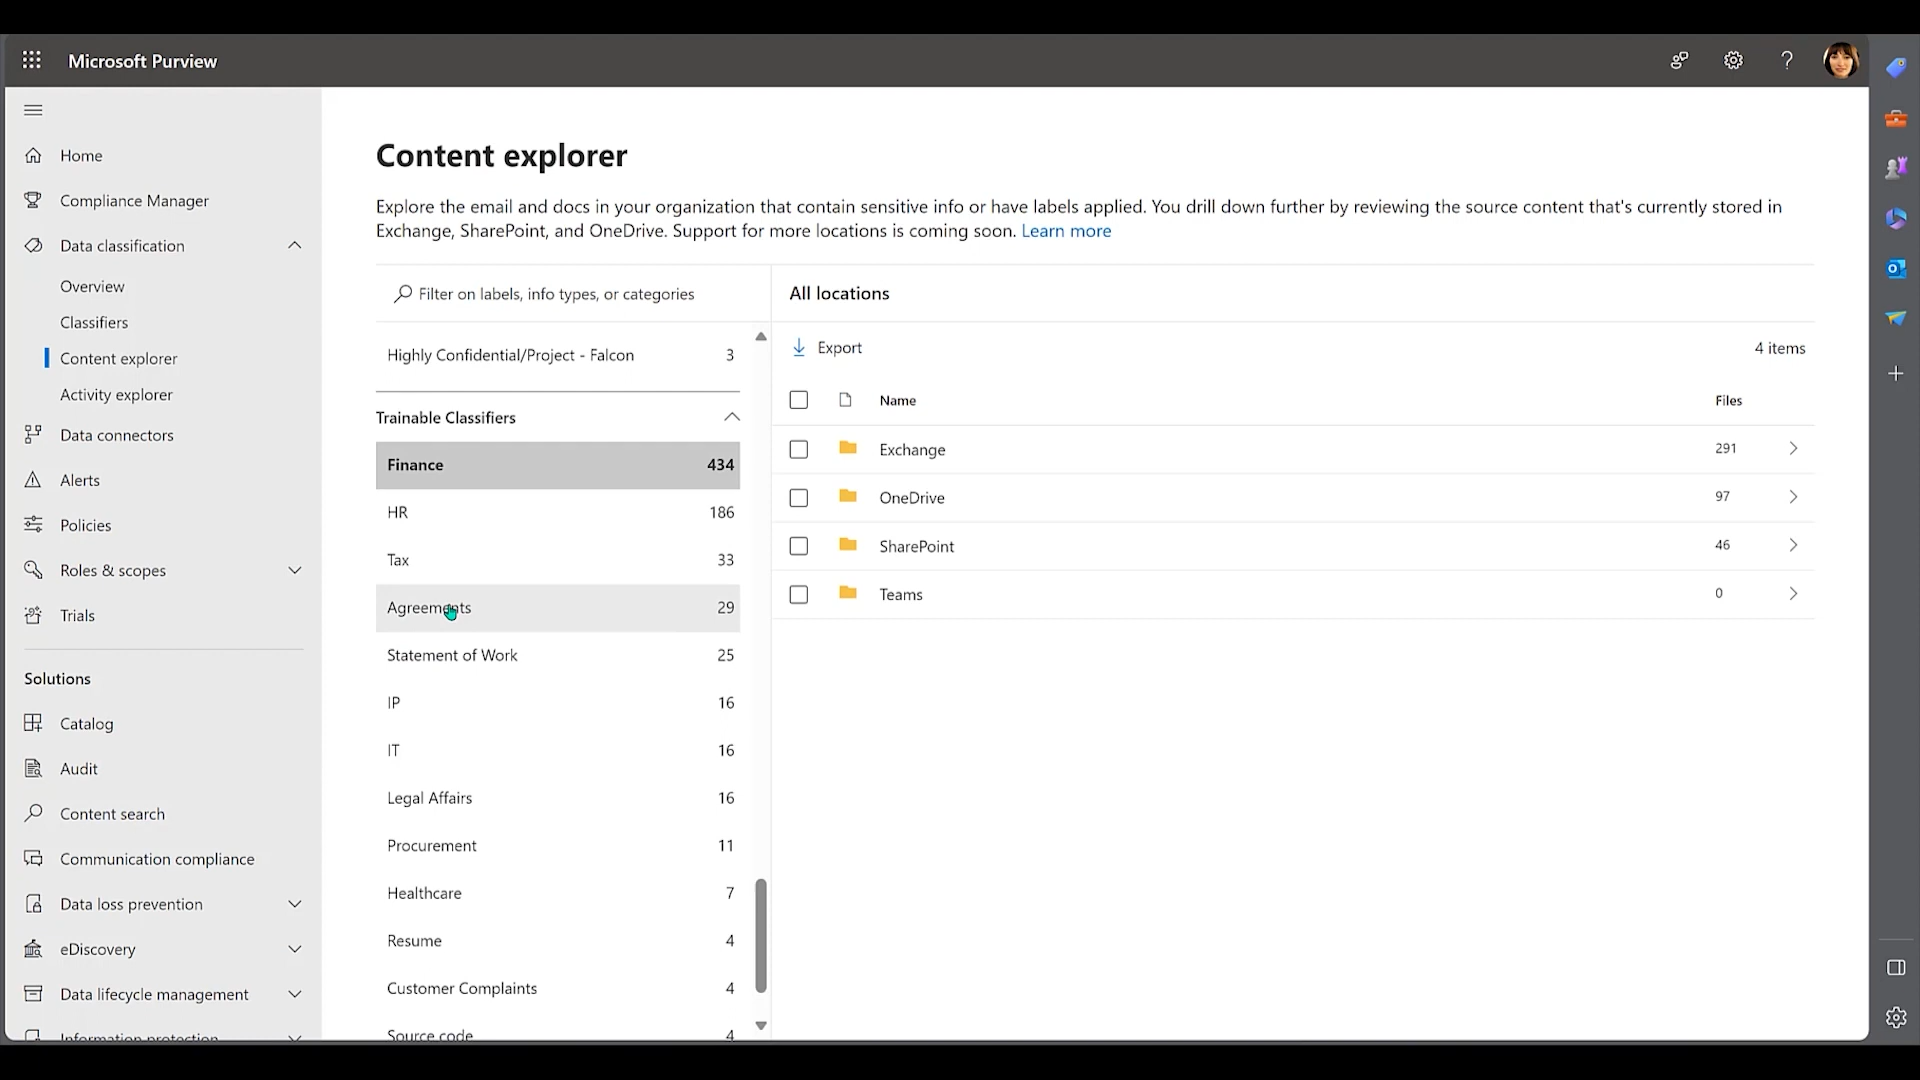 Microsoft Purview
Home
Compliance Manager
Data classification
Overview
Classifiers
Content explorer
Activity explorer
Data connectors
Alerts
Policies
Roles & scopes
Trials
Solutions
Catalog
Audit
Content search
Communication compliance
Data loss prevention
eDiscovery
Data lifecycle management
Information protection
Content explorer
Explore the email and docs in your organization that contain sensitive info or have labels applied. You drill down further by reviewing the source content that's currently stored in
Exchange, SharePoint, and OneDrive. Support for more locations is coming soon. Learn more
Filter on labels, info types, or categories
Highly Confidential/Project - Falcon 3
Trainable Classifiers
Finance 434
HR 186
Tax 33
Agreements 29
Statement of Work 25
IP 16
IT 16
Legal Affairs 16
Procurement 11
Healthcare 7
Resume 4
Customer Complaints 4
Source code 4
All locations
Export 4 items
Name Files
Exchange 291
OneDrive 97
SharePoint 46
Teams 0